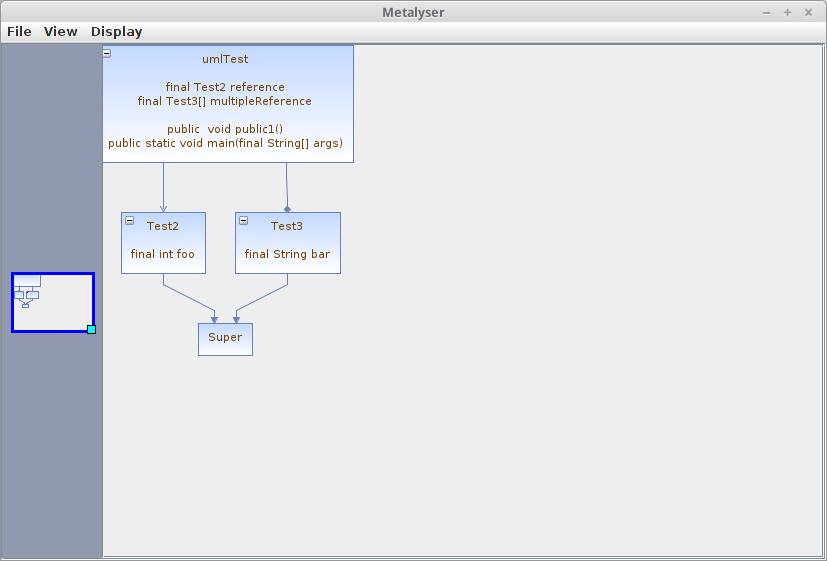 Metalyser
File View Display
umlTest
final Test2 reference
final Test3[] multipleReference
public  void public1()
public static void main(final String[] args)
Test2
final int foo
Test3
final String bar
Super